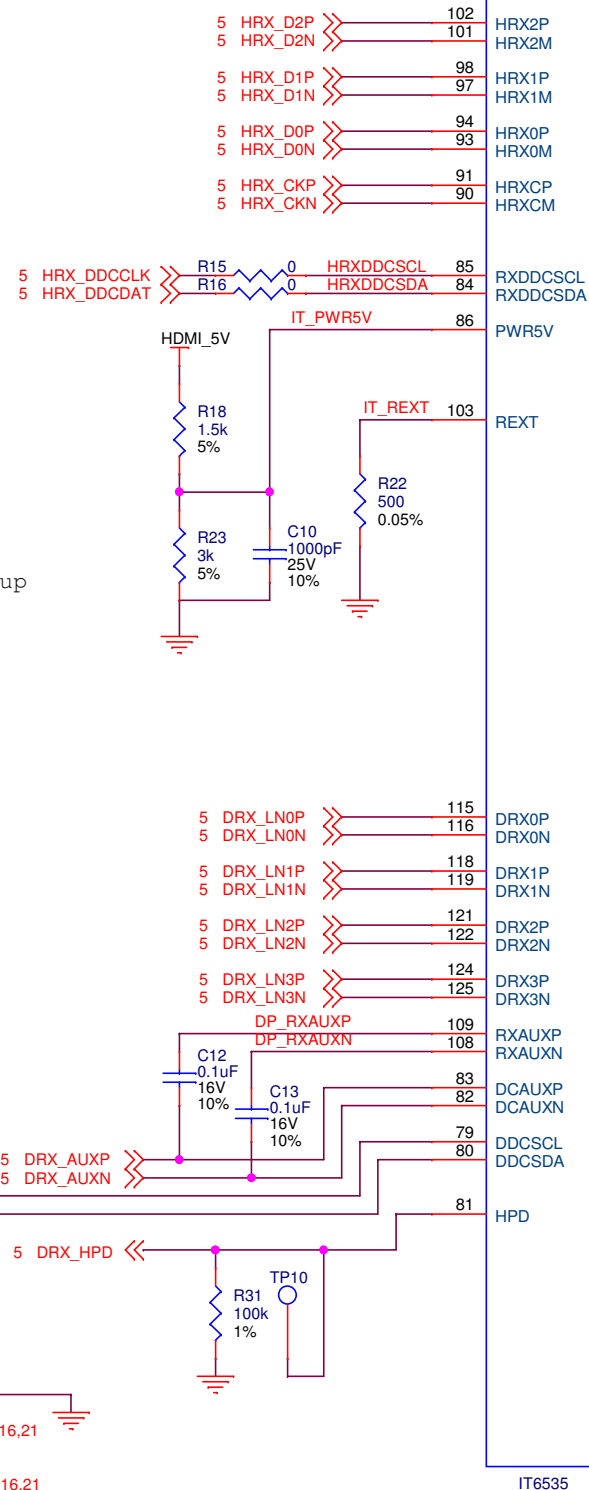 5 HRX_D2P 102 HRX2P
5 HRX_D2N 101 HRX2M
5 HRX_D1P 98 HRX1P
5 HRX_D1N 97 HRX1M
5 HRX_D0P 94 HRX0P
5 HRX_D0N 93 HRX0M
5 HRX_CKP 91 HRXCP
5 HRX_CKN 90 HRXCM
5 HRX_DDCCLK R15 0 HRXDDCSCL 85 RXDDCSCL
5 HRX_DDCDAT R16 0 HRXDDCSDA 84 RXDDCSDA
IT_PWR5V 86 PWR5V
HDMI_5V
IT_REXT 103 REXT
R18
1.5k
5%
R22
500
0.05%
R23
3k
5%
C10
1000pF
25V
10%
up
5 DRX_LN0P 115 DRX0P
5 DRX_LN0N 116 DRX0N
5 DRX_LN1P 118 DRX1P
5 DRX_LN1N 119 DRX1N
5 DRX_LN2P 121 DRX2P
5 DRX_LN2N 122 DRX2N
5 DRX_LN3P 124 DRX3P
5 DRX_LN3N 125 DRX3N
DP_RXAUXP 109 RXAUXP
DP_RXAUXN 108 RXAUXN
C12
0.1uF
16V
10%
C13
0.1uF
16V
10%
83 DCAUXP
82 DCAUXN
79 DDCSCL
80 DDCSDA
5 DRX_AUXP
5 DRX_AUXN
81 HPD
5 DRX_HPD
R31
100k
1%
TP10
16,21
16.21
IT6535